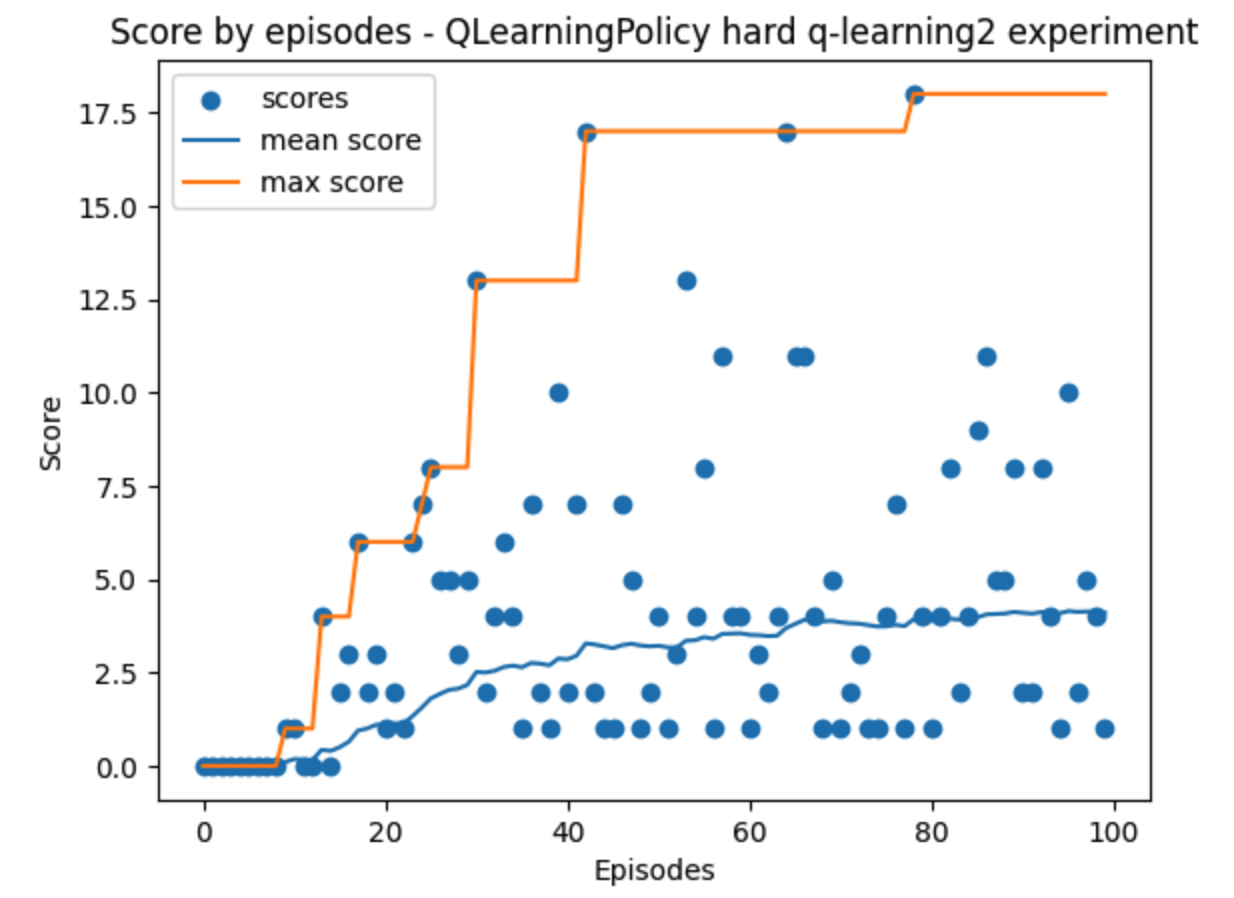 Score by episodes - QLearningPolicy hard q-learning2 experiment
scores
mean score
max score
17.5
15.0
12.5
10.0
7.5
5.0
2.5
0.0
Score
0 20 40 60 80 100
Episodes